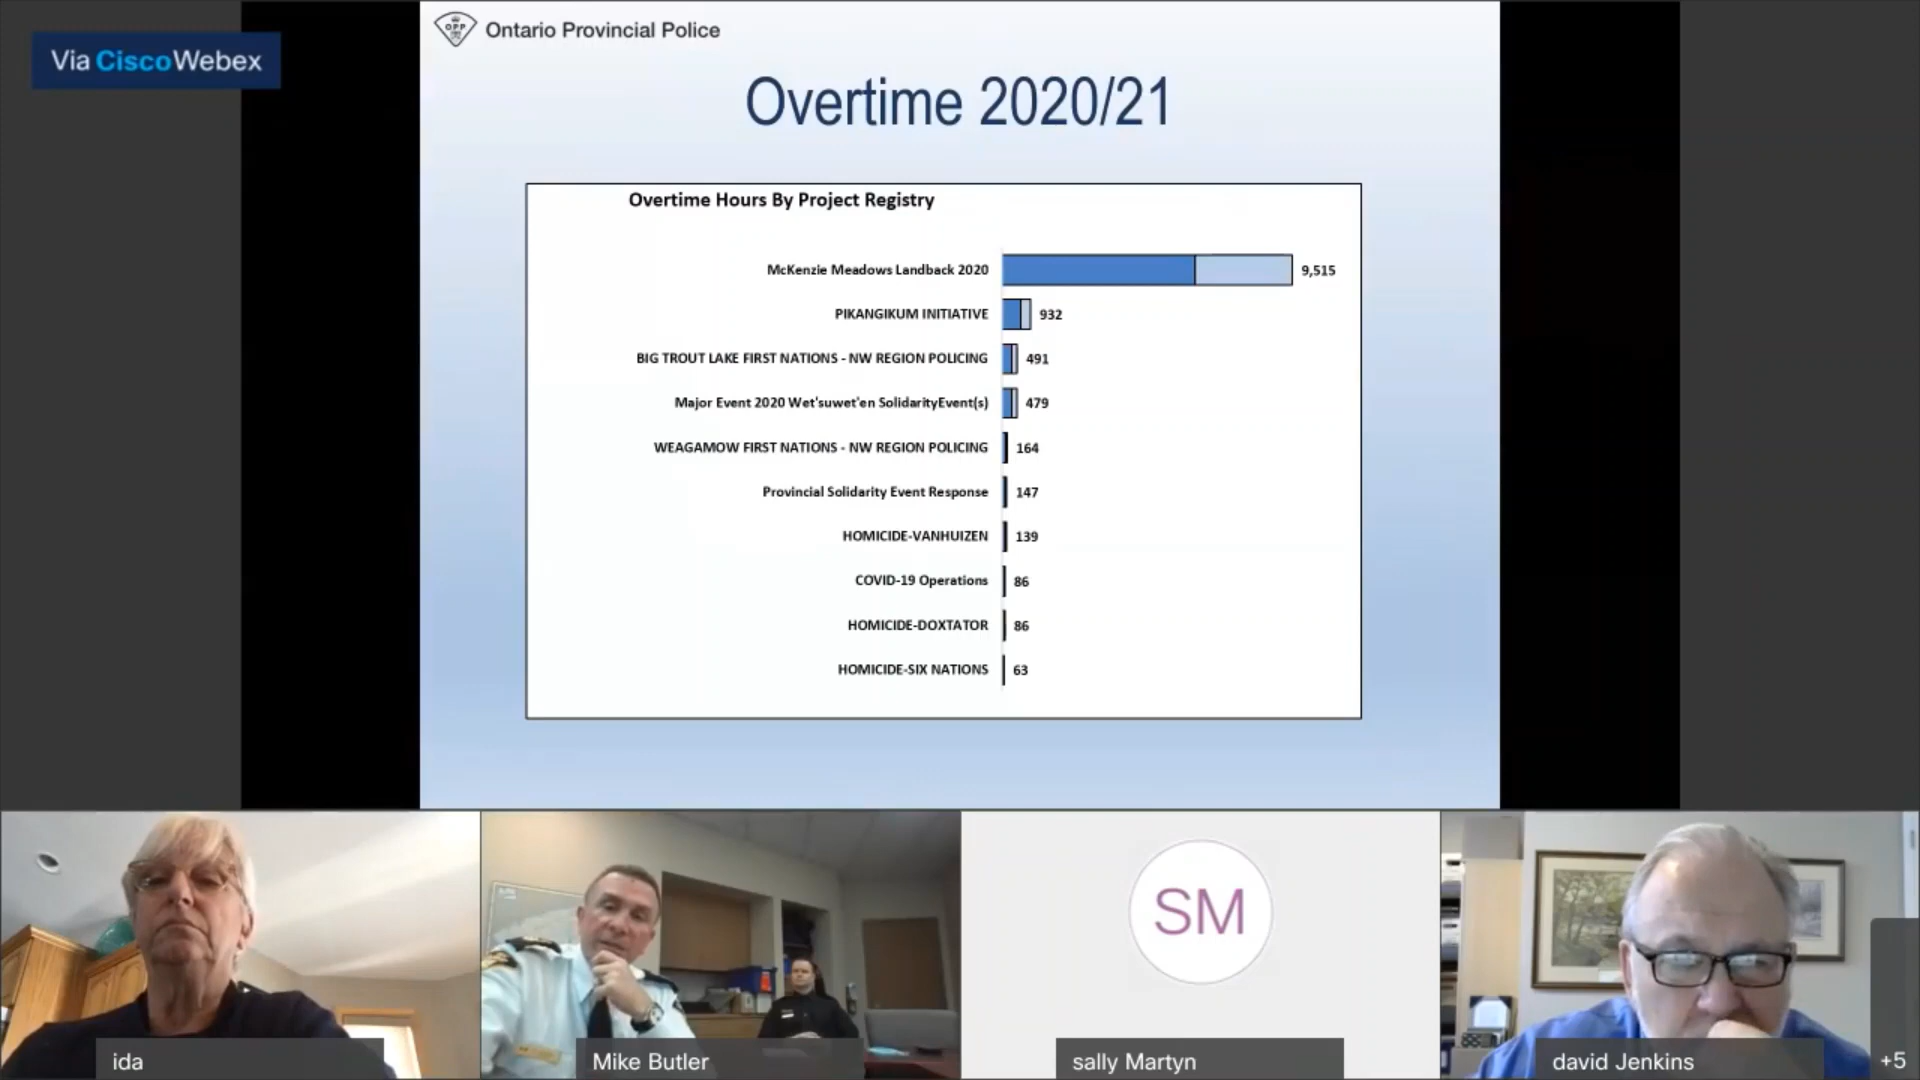 Via CiscoWebex
OPP
Ontario Provincial Police
Overtime 2020/21
Overtime Hours By Project Registry
McKenzie Meadows Landback 2020 9,515
PIKANGIKUM INITIATIVE 932
BIG TROUT LAKE FIRST NATIONS - NW REGION POLICING 491
Major Event 2020 Wet'suwet'en SolidarityEvent(s) 479
WEAGAMOW FIRST NATIONS - NW REGION POLICING 164
Provincial Solidarity Event Response 147
HOMICIDE-VANHUIZEN 139
COVID-19 Operations 86
HOMICIDE-DOXTATOR 86
HOMICIDE-SIX NATIONS 63
SM
ida
Mike Butler
sally Martyn
david Jenkins
+5